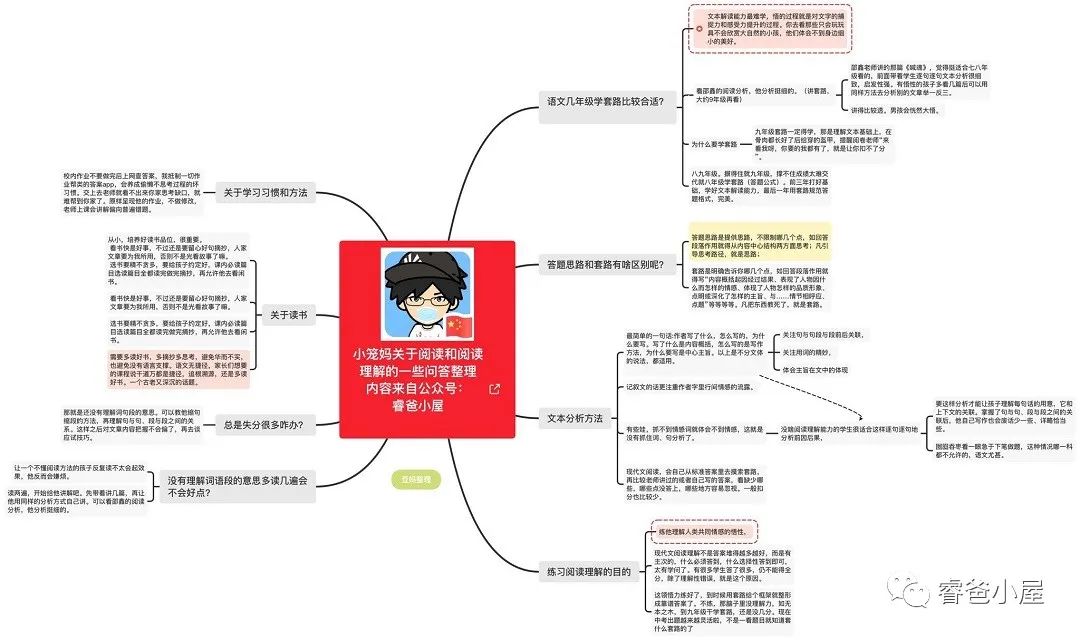 小笼妈关于阅读和阅读
理解的一些问答整理
内容来自公众号：
睿爸小屋
豆妈整理
语文几年级学套路比较合适？
文本解读能力最难学，悟的过程就是对文字的捕
捉力和感受力提升的过程。你去看那些只会玩玩
具不会欣赏大自然的小孩，他们体会不到身边细
小的美好。
看邵鑫的阅读分析，他分析挺细的。（讲套路，
大约9年级再看）
邵鑫老师讲的那篇《喊魂》，觉得挺适合七八年
级看的，前面带着学生逐句逐句文本分析很细
致，启发性强。有悟性的孩子多看几篇后可以用
同样方法去分析别的文章举一反三。
讲得比较透。男孩会恍然大悟。
为什么要学套路
九年级套路一定得学，那是理解文本基础上，在
骨肉都长好了后给穿的盔甲，提醒阅卷老师"来
看我呀，你要的我都有了，就是让你扣不了分
"。
八九年级。捱得住就九年级，撑不住成绩太难交
代就八年级学套路（答题公式）。前三年打好基
础，学好文本解读能力，最后一年用套路规范答
题格式，完美。
答题思路和套路有啥区别呢？
答题思路是提供思路，不限制哪几个点，如回答
段落作用就得从内容中心结构两方面思考；凡引
导思考路径，就是思路；
套路是明确告诉你哪几个点，如回答段落作用就
得写"内容概括起因经过结果、表现了人物因什
么而怎样的情感、体现了人物怎样的品质形象、
点明或深化了怎样的主旨、与……情节相呼应、
点题"等等等等。凡把东西教死了，就是套路。
文本分析方法
最简单的一句话:作者写了什么，怎么写的，为什
么要写。写了什么是内容概括，怎么写的是写作
方法，为什么要写是中心主旨。以上是不分文体
的说法，都适用。
关注句与句段与段前后关联，
关注用词的精妙，
体会主旨在文中的体现
记叙文的话更注重作者字里行间情感的流露。
有些娃，抓不到情感词就体会不到情感，这就是
没有抓住词、句分析了。
没啥阅读理解能力的学生很适合这样逐句逐句地
分析前因后果。
要这样分析才能让孩子理解每句话的用意，它和
上下文的关联。掌握了句与句、段与段之间的关
联后，他自己写作也会废话少一些、详略恰当
些。
囫囵吞枣看一眼急于下笔做题，这种情况哪一科
都不允许的，语文尤甚。
现代文阅读，会自己从标准答案里去摸索套路，
再比较老师讲过的或者自己写的答案。看缺少哪
些，哪些点没答上，哪些地方容易忽视。一般扣
分也比较少。
练习阅读理解的目的
练他理解人类共同情感的悟性。
现代文阅读理解不是答案堆得越多越好，而是有
主次的，什么必须答到，什么选择性答到即可，
太有学问了。有很多学生答了很多，仍不能得全
分，除了理解性错误，就是这个原因。
这领悟力练好了，到时候用套路给个框架就整形
成靠谱答案了。不练，那脑子里没理解力，如无
本之木，到九年级干学套路，还是没几分。现在
中考出题越来越灵活啦，不是一看题目就知道套
什么套路的了
关于学习习惯和方法
校内作业不要做完后上网查答案，我抵制一切作
业帮类的答案app，会养成偷懒不思考过程的坏
习惯。交上去老师就看不出来你家思考缺口，就
难帮到你家了。原样呈现他的作业，不做修改，
老师上课会讲解偏向普遍错题。
关于读书
从小，培养好读书品位，很重要。
看书快是好事，不过还是要留心好句摘抄，人家
文章要为我所用，否则不是光看故事了嘛。
选书要精不贪多，要给孩子约定好，课内必读篇
目选读篇目全都读完做完摘抄，再允许他去看闲
书。
看书快是好事，不过还是要留心好句摘抄，人家
文章要为我所用，否则不是光看故事了嘛。
选书要精不贪多，要给孩子约定好，课内必读篇
目选读篇目全都读完做完摘抄，再允许他去看闲
书。
需要多读好书，多摘抄多思考，避免华而不实，
也避免没有语言支撑。语文无捷径，家长们想要
的课程说千道万都是捷径，追根溯源，还是多读
好书。一个古老又深沉的话题。
总是失分很多咋办？
那就是还没有理解词句段的意思。可以教他缩句
缩段的方法，再理解句与句、段与段之间的关
系。这样之后对文章内容把握不会偏了，再去谈
应试技巧。
没有理解词语段的意思多读几遍会
不会好点？
让一个不懂阅读方法的孩子反复读不太会起效
果，他反而会嫌烦。
读两遍，开始给他讲解吧。先带着讲几篇，再让
他用同样的分析方式自己讲。可以看邵鑫的阅读
分析，他分析挺细的。
睿爸小屋